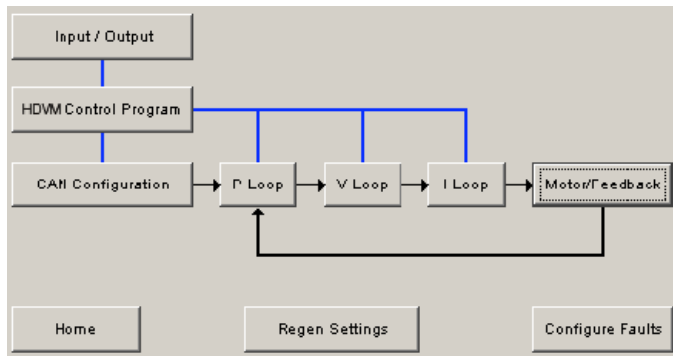 Input / Output
HDVM Control Program
CAN Configuration
P Loop
V Loop
I Loop
Motor/Feedback
Home
Regen Settings
Configure Faults